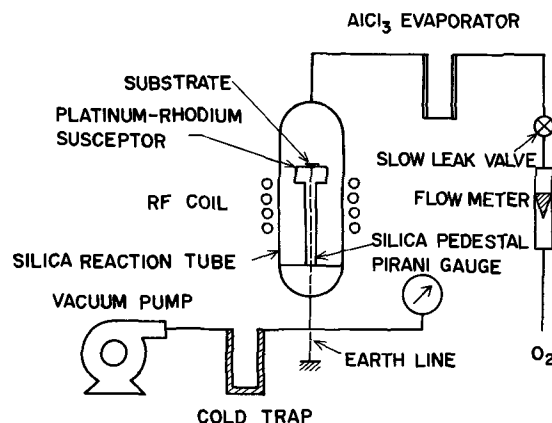 AlCl₃ EVAPORATOR
SUBSTRATE
PLATINUM-RHODIUM
SUSCEPTOR
SLOW LEAK VALVE
RF COIL
FLOW METER
SILICA REACTION TUBE
SILICA PEDESTAL
PIRANI GAUGE
VACUUM PUMP
EARTH LINE
O₂
COLD TRAP